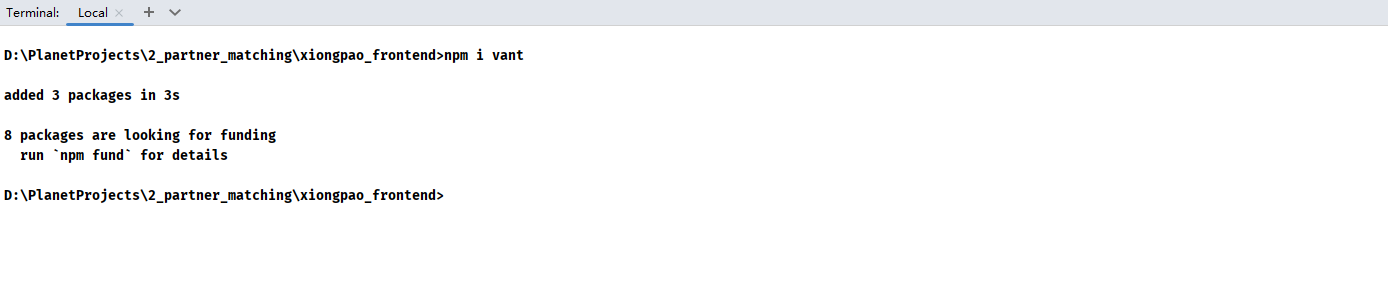 Terminal: Local
D:\PlanetProjects\2_partner_matching\xiongpao_frontend>npm i vant
added 3 packages in 3s
8 packages are looking for funding
run `npm fund` for details
D:\PlanetProjects\2_partner_matching\xiongpao_frontend>